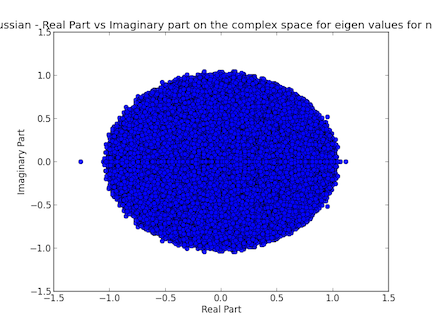 ussian - Real Part vs Imaginary part on the complex space for eigen values for n
1.5
1.0
0.5
0.0
−0.5
−1.0
−1.5
Imaginary Part
−1.5 −1.0 −0.5 0.0 0.5 1.0 1.5
Real Part